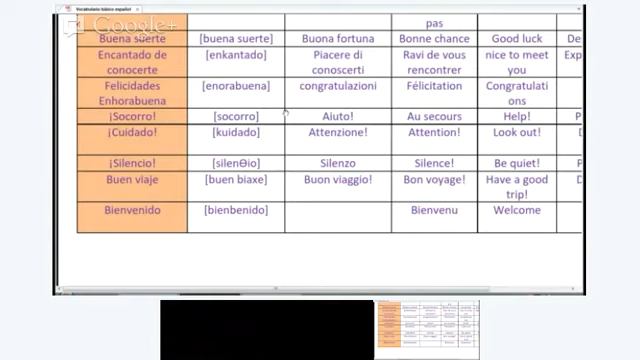 Vocabulario básico español
Google+
pas
Buena suerte [buena suerte] Buona fortuna Bonne chance Good luck
Encantado de [enkantado] Piacere di Ravi de vous nice to meet
conocerte conoscerti rencontrer you
Felicidades [enorabuena] congratulazioni Félicitation Congratulati
Enhorabuena ons
¡Socorro! [socorro] Aiuto! Au secours Help!
¡Cuidado! [kuidado] Attenzione! Attention! Look out!
¡Silencio! [silenΘio] Silenzo Silence! Be quiet!
Buen viaje [buen biaxe] Buon viaggio! Bon voyage! Have a good
trip!
Bienvenido [bienbenido] Bienvenu Welcome